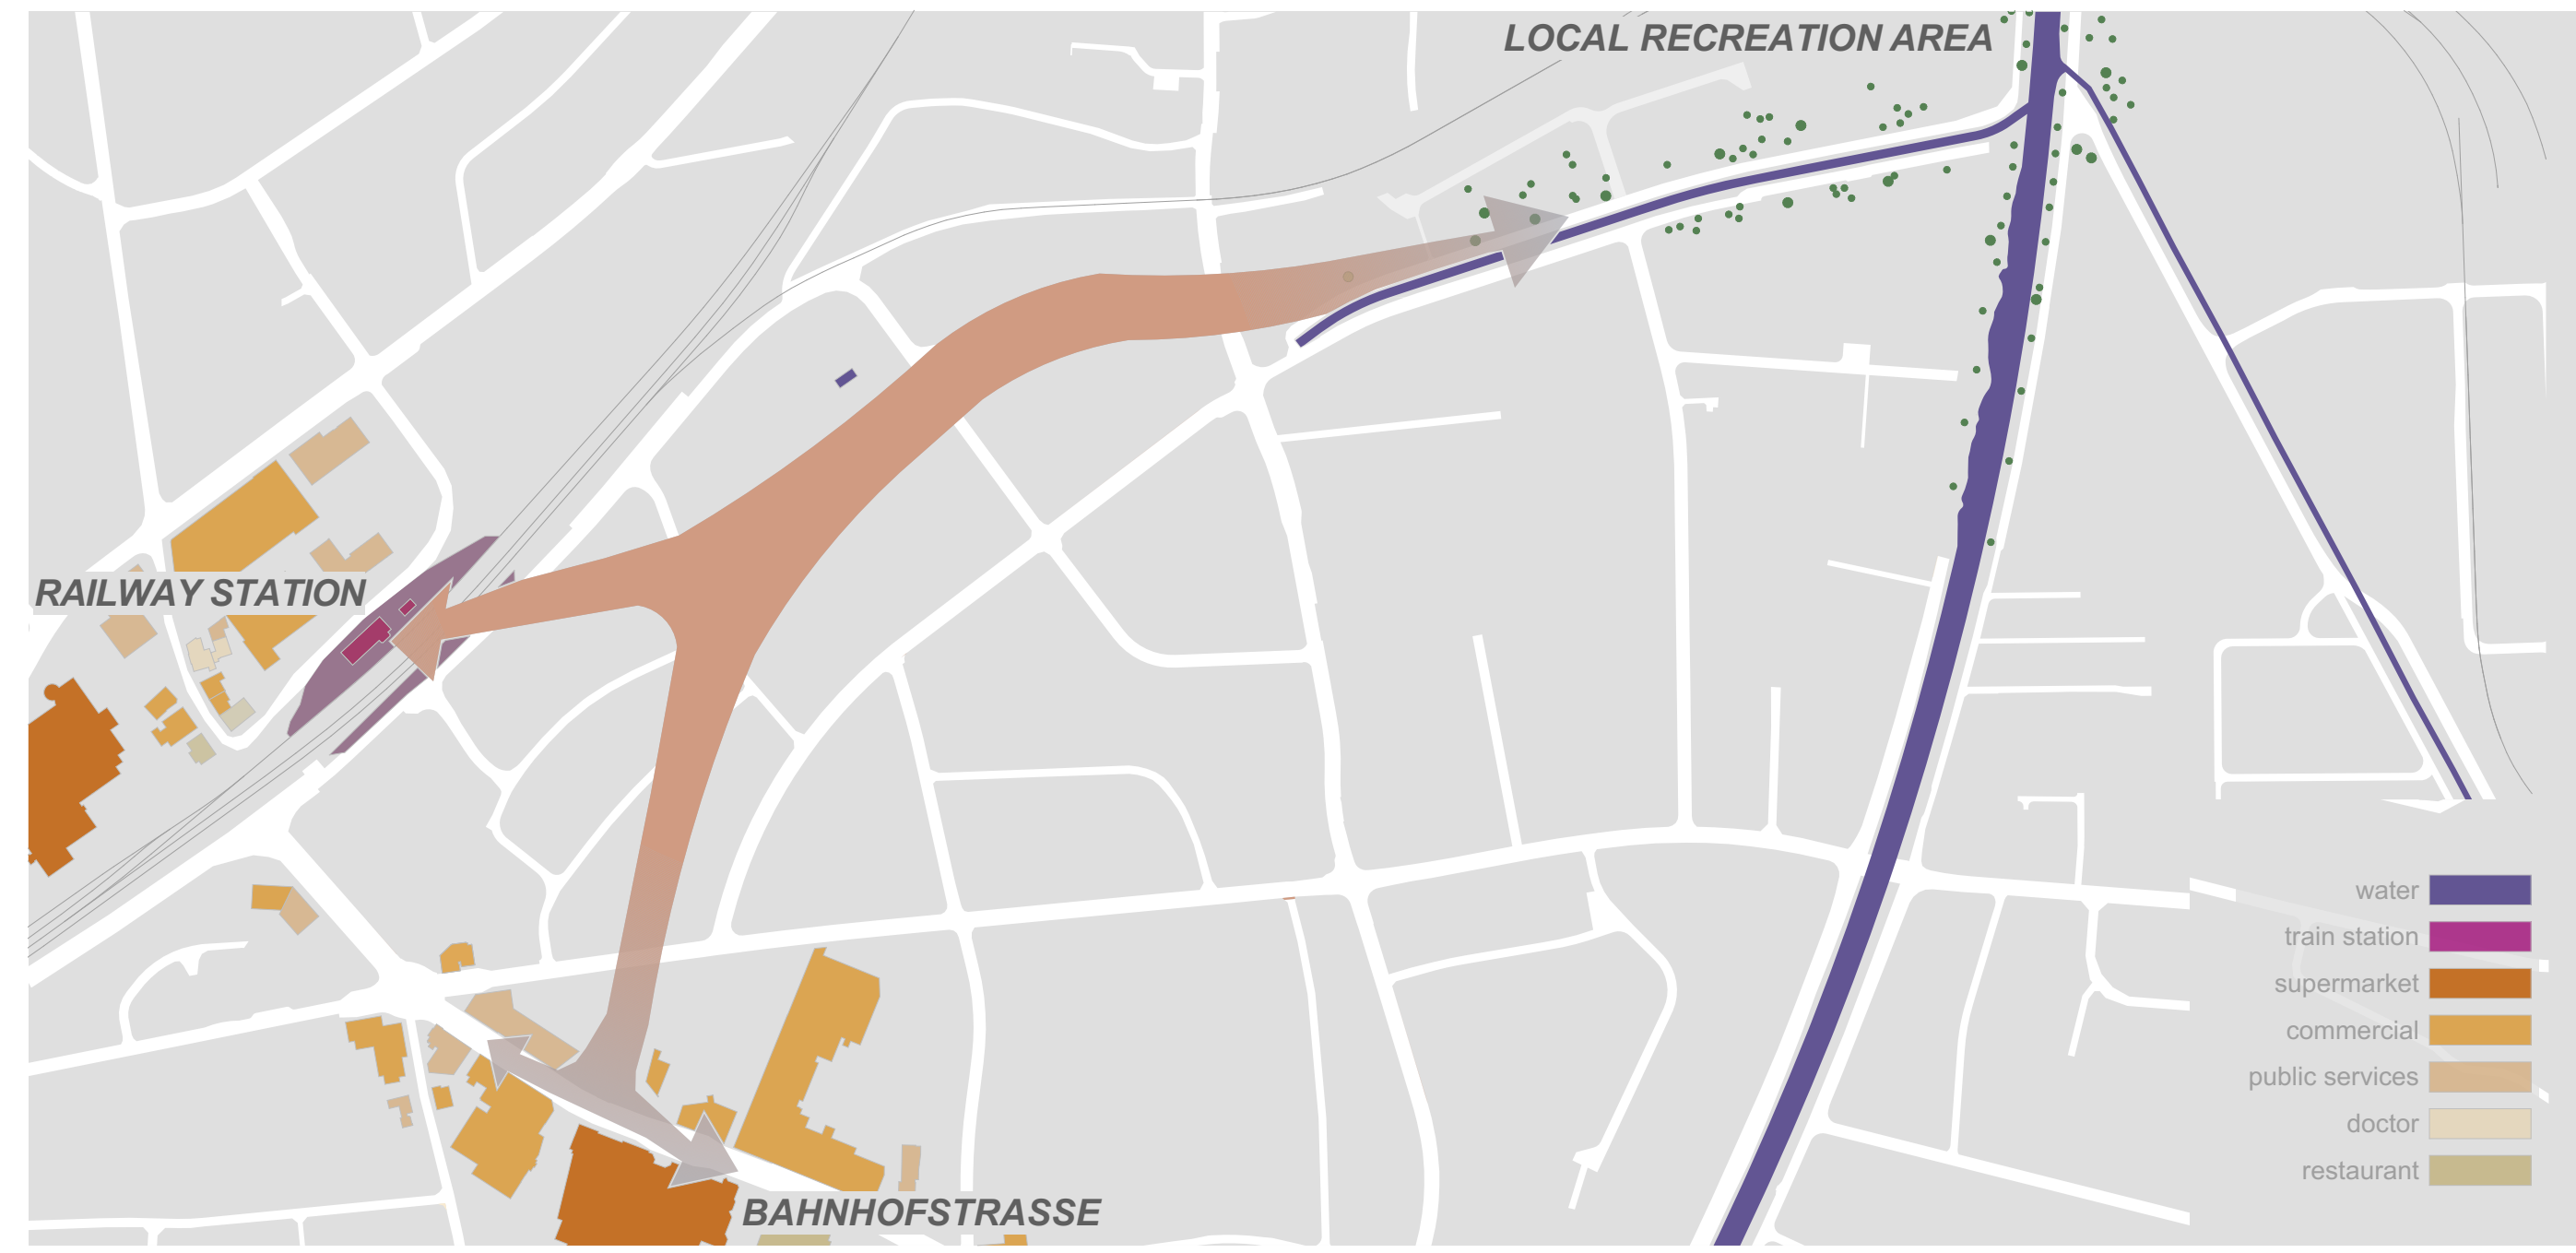 LOCAL RECREATION AREA
RAILWAY STATION
water
train station
supermarket
commercial
public services
doctor
restaurant
BAHNHOFSTRASSE